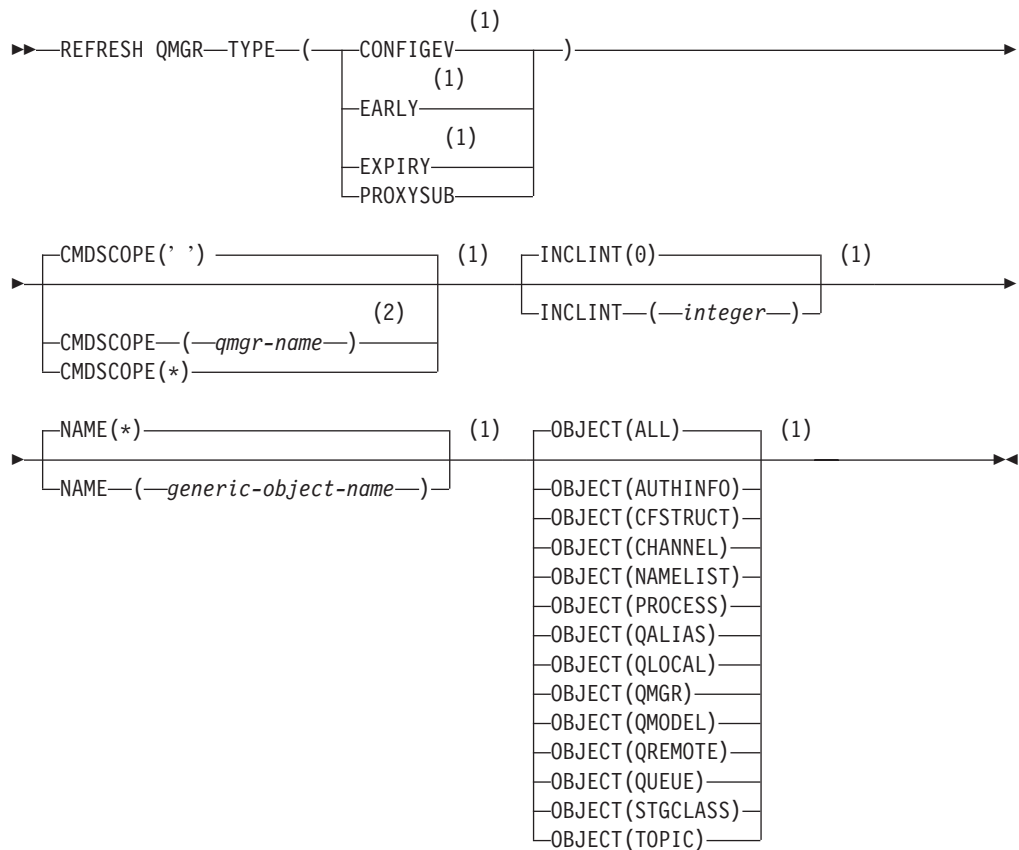 (1)
REFRESH QMGR TYPE ( CONFIGEV )
(1)
EARLY
(1)
EXPIRY
PROXYSUB
CMDSCOPE(' ') (1) INCLINT(0) (1)
(2) INCLINT ( integer )
CMDSCOPE ( qmgr-name )
CMDSCOPE(*)
NAME(*) (1) OBJECT(ALL) (1)
NAME ( generic-object-name )
OBJECT(AUTHINFO)
OBJECT(CFSTRUCT)
OBJECT(CHANNEL)
OBJECT(NAMELIST)
OBJECT(PROCESS)
OBJECT(QALIAS)
OBJECT(QLOCAL)
OBJECT(QMGR)
OBJECT(QMODEL)
OBJECT(QREMOTE)
OBJECT(QUEUE)
OBJECT(STGCLASS)
OBJECT(TOPIC)